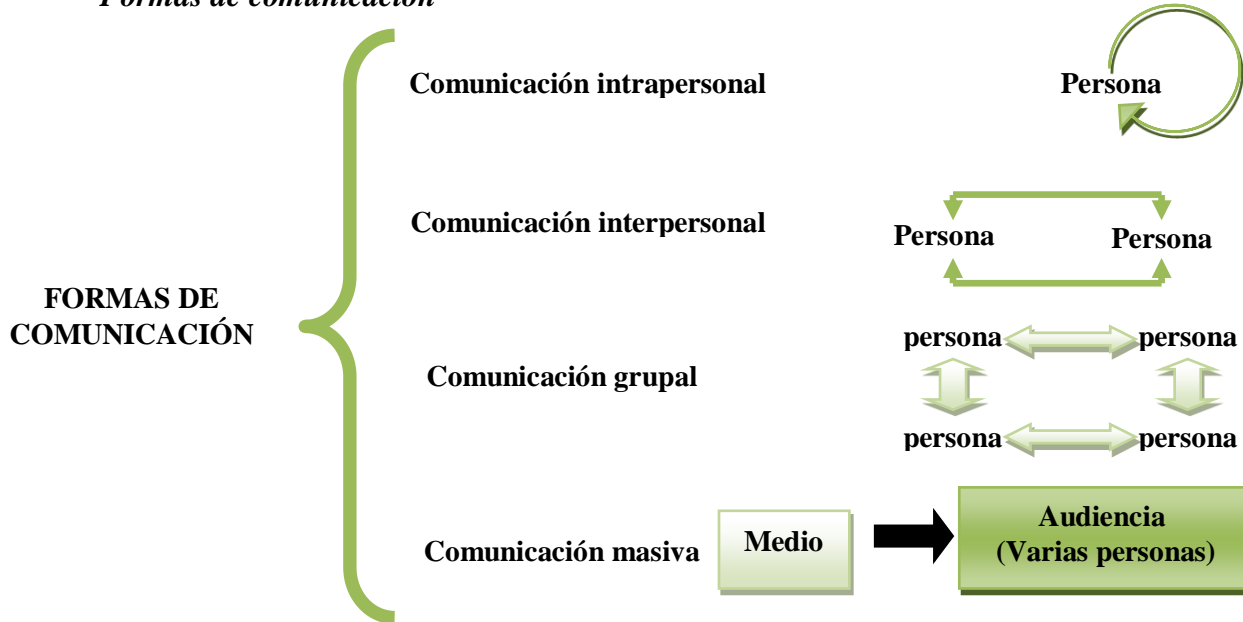 Formas de comunicación
Comunicación intrapersonal
Persona
Comunicación interpersonal
Persona Persona
FORMAS DE
COMUNICACIÓN
persona persona
Comunicación grupal
persona persona
Comunicación masiva
Medio
Audiencia
(Varias personas)